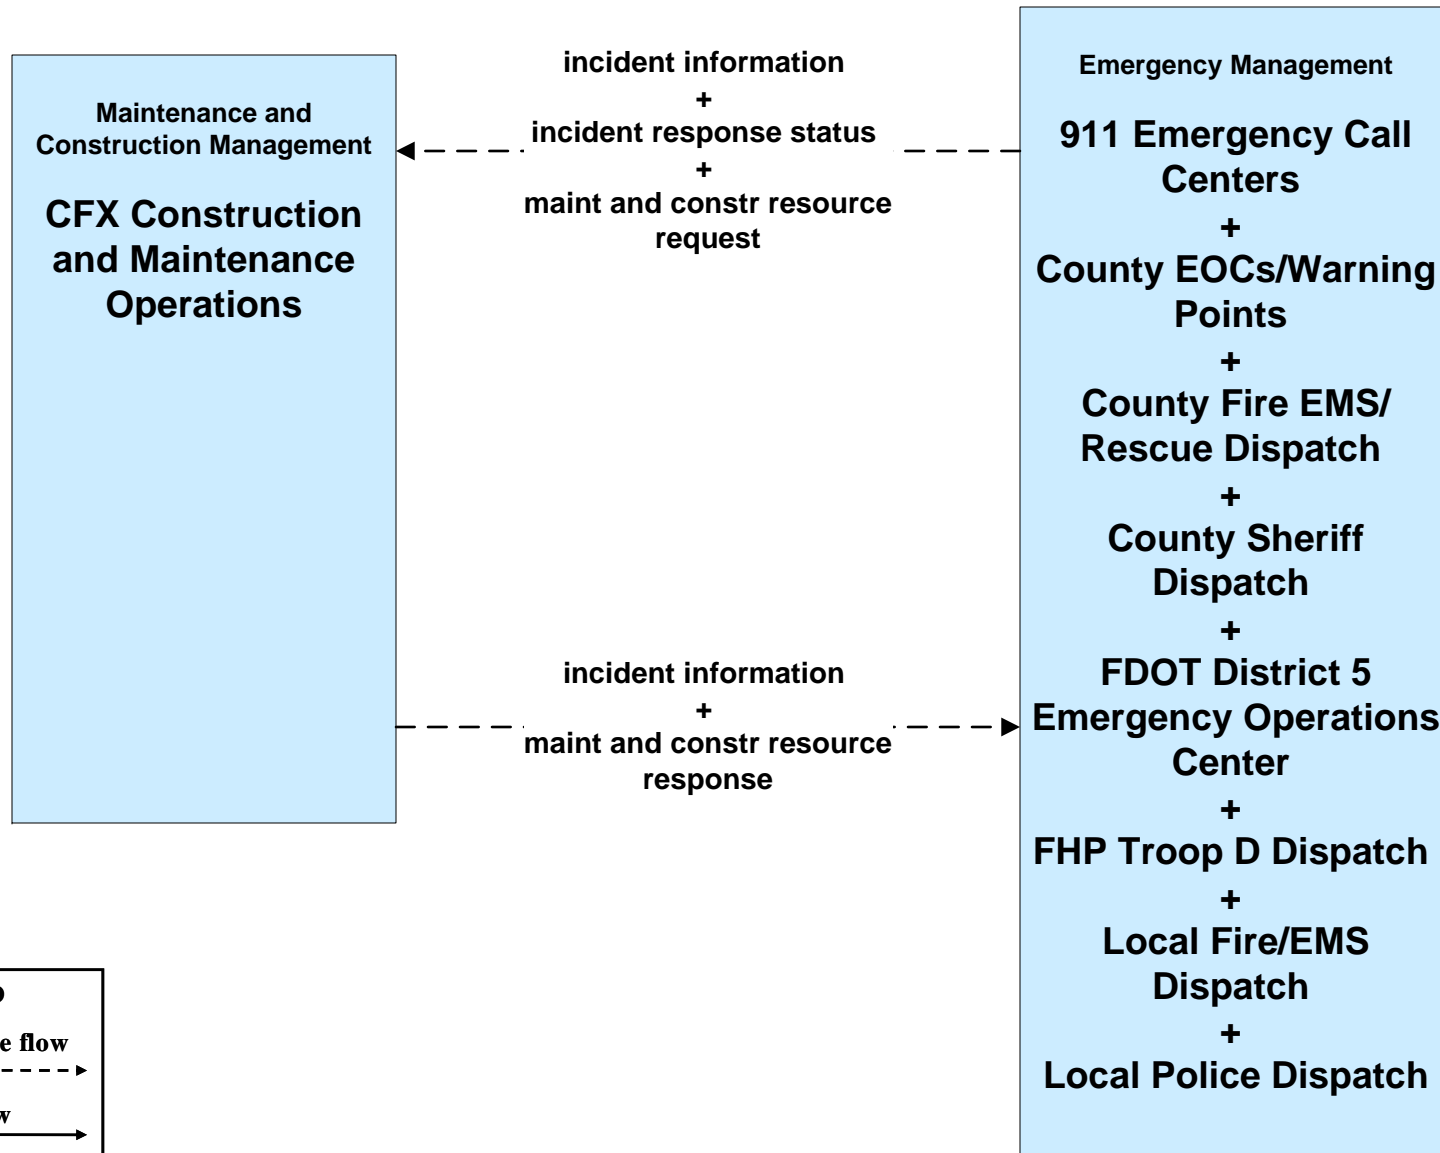 Maintenance and
Construction Management
CFX Construction
and Maintenance
Operations
incident information
+
incident response status
+
maint and constr resource
request
incident information
+
maint and constr resource
response
Emergency Management
911 Emergency Call
Centers
+
County EOCs/Warning
Points
+
County Fire EMS/
Rescue Dispatch
+
County Sheriff
Dispatch
+
FDOT District 5
Emergency Operations
Center
+
FHP Troop D Dispatch
+
Local Fire/EMS
Dispatch
+
Local Police Dispatch
flow